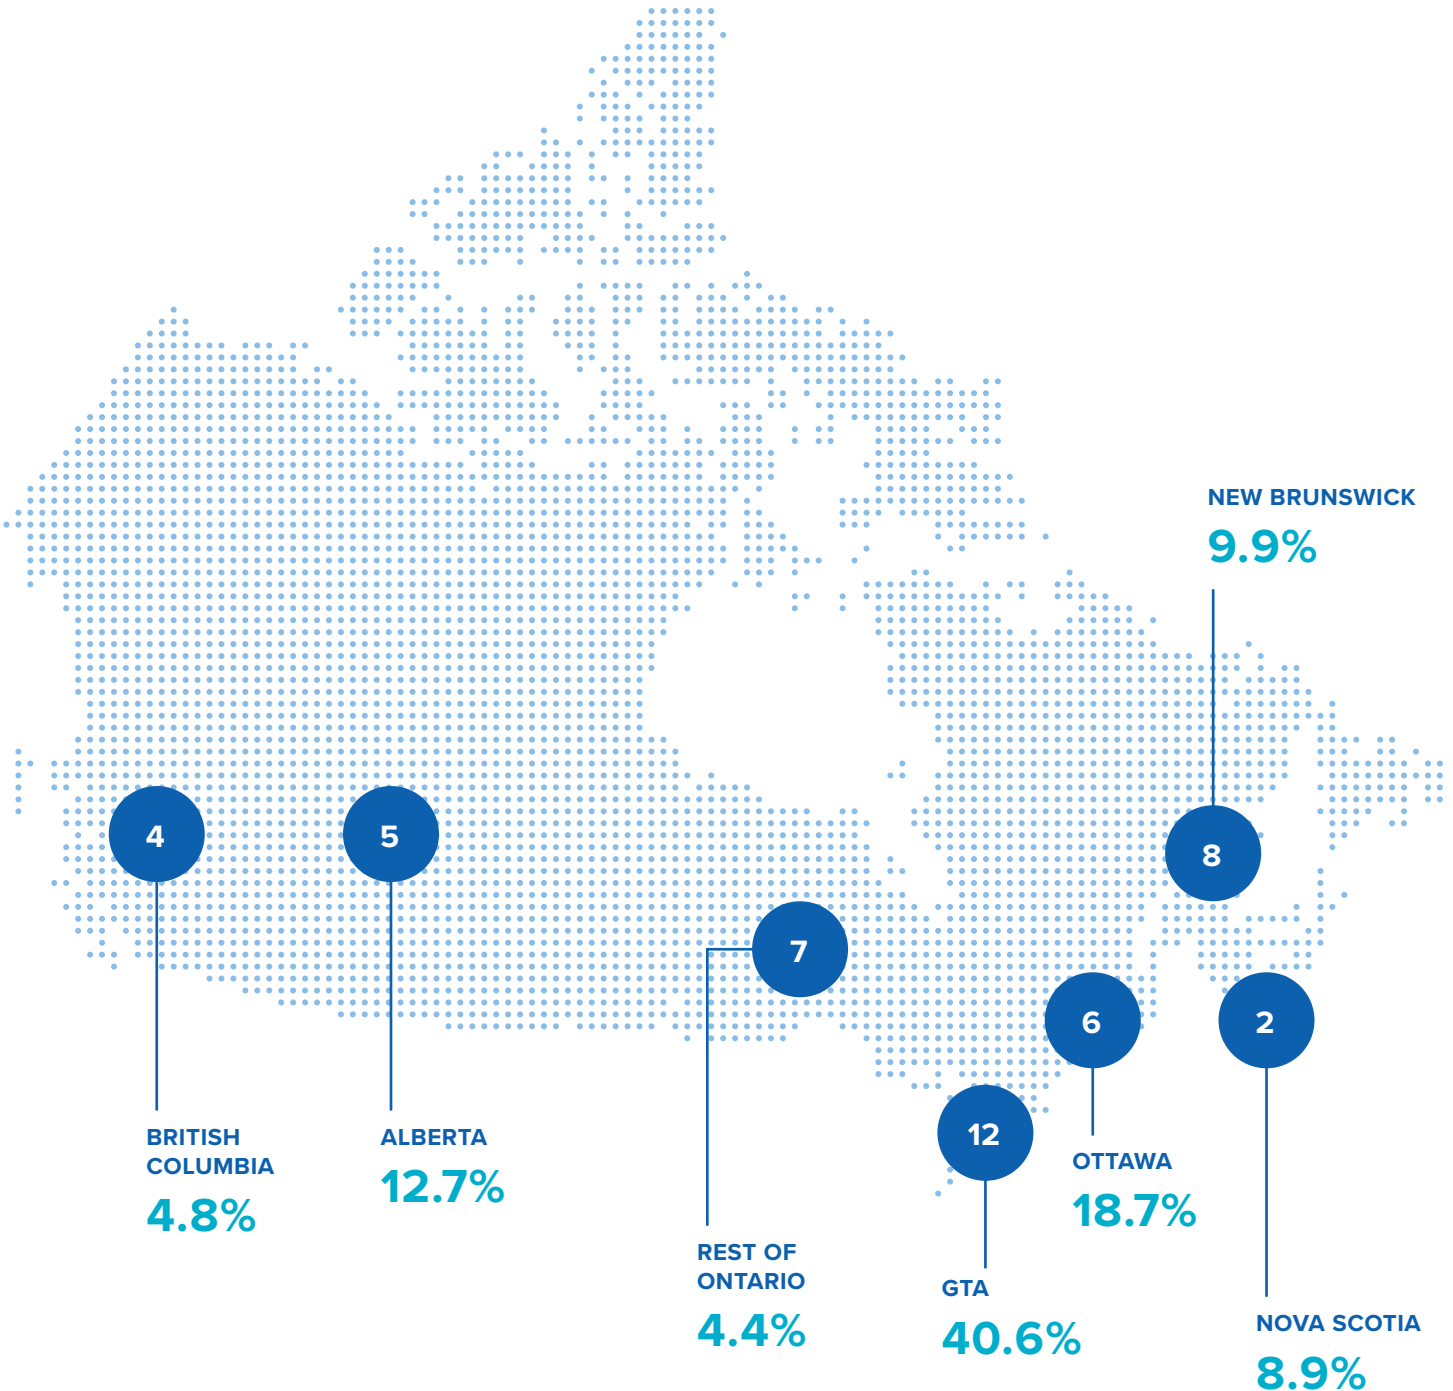 NEW BRUNSWICK
9.9%
4
5
8
7
6
2
12
BRITISH
COLUMBIA
4.8%
ALBERTA
12.7%
OTTAWA
18.7%
REST OF
ONTARIO
4.4%
GTA
40.6%
NOVA SCOTIA
8.9%